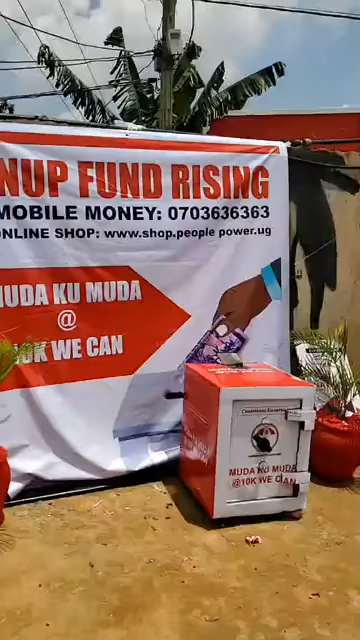 NUP FUND RISING
MOBILE MONEY: 0703636363
ONLINE SHOP: www.shop.people power.ug
MUDA KU MUDA
@
10K WE CAN
MUDA KU MUDA
@10K WE CAN